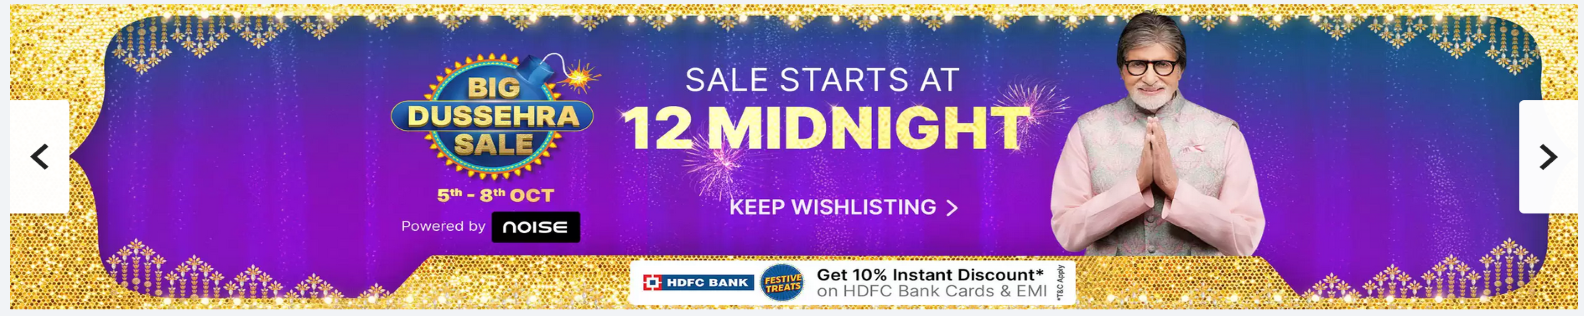 BIG
DUSSEHRA
SALE
5th - 8th OCT
Powered by NOISE
SALE STARTS AT
12 MIDNIGHT
KEEP WISHLISTING >
HDFC BANK
FESTIVE
TREATS
Get 10% Instant Discount*
on HDFC Bank Cards & EMI
*T&C Apply